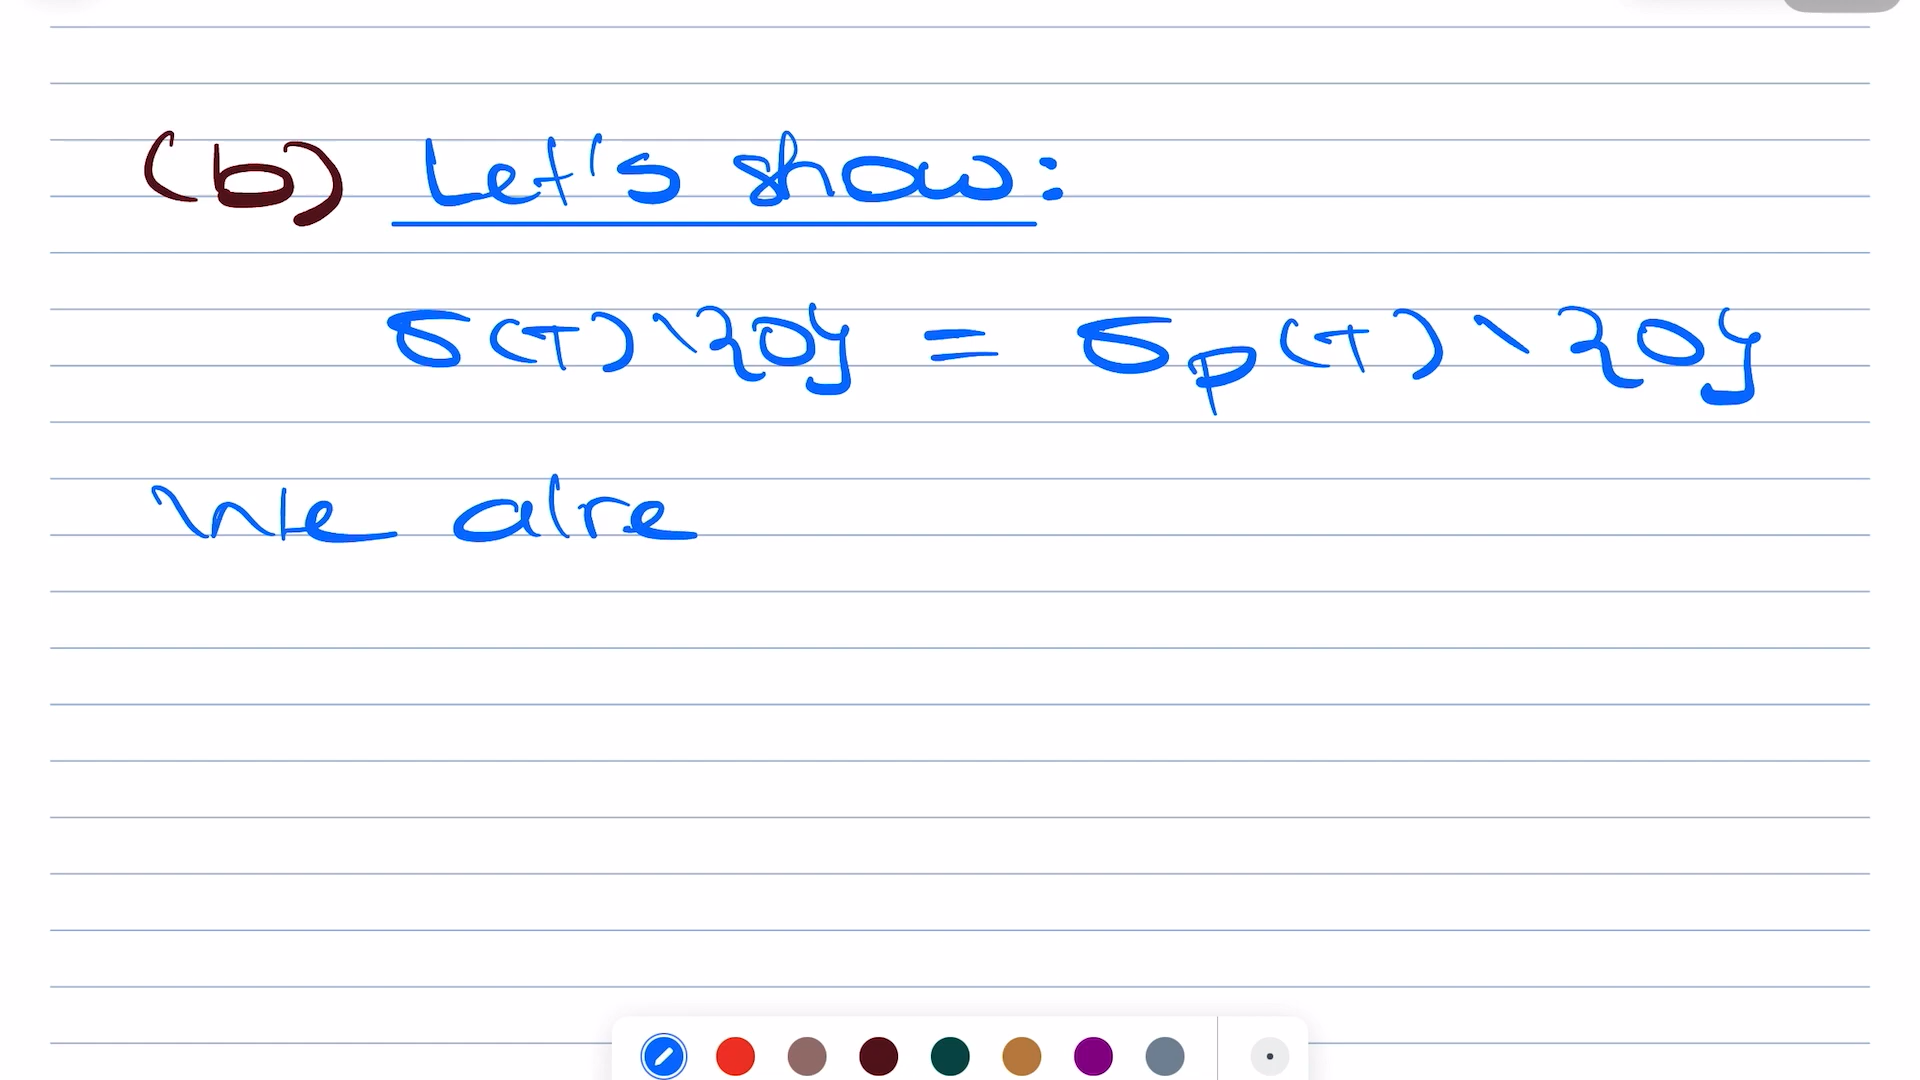 (b) Let's show:
σ(T)\{0} = σp(T)\{0}
We alre